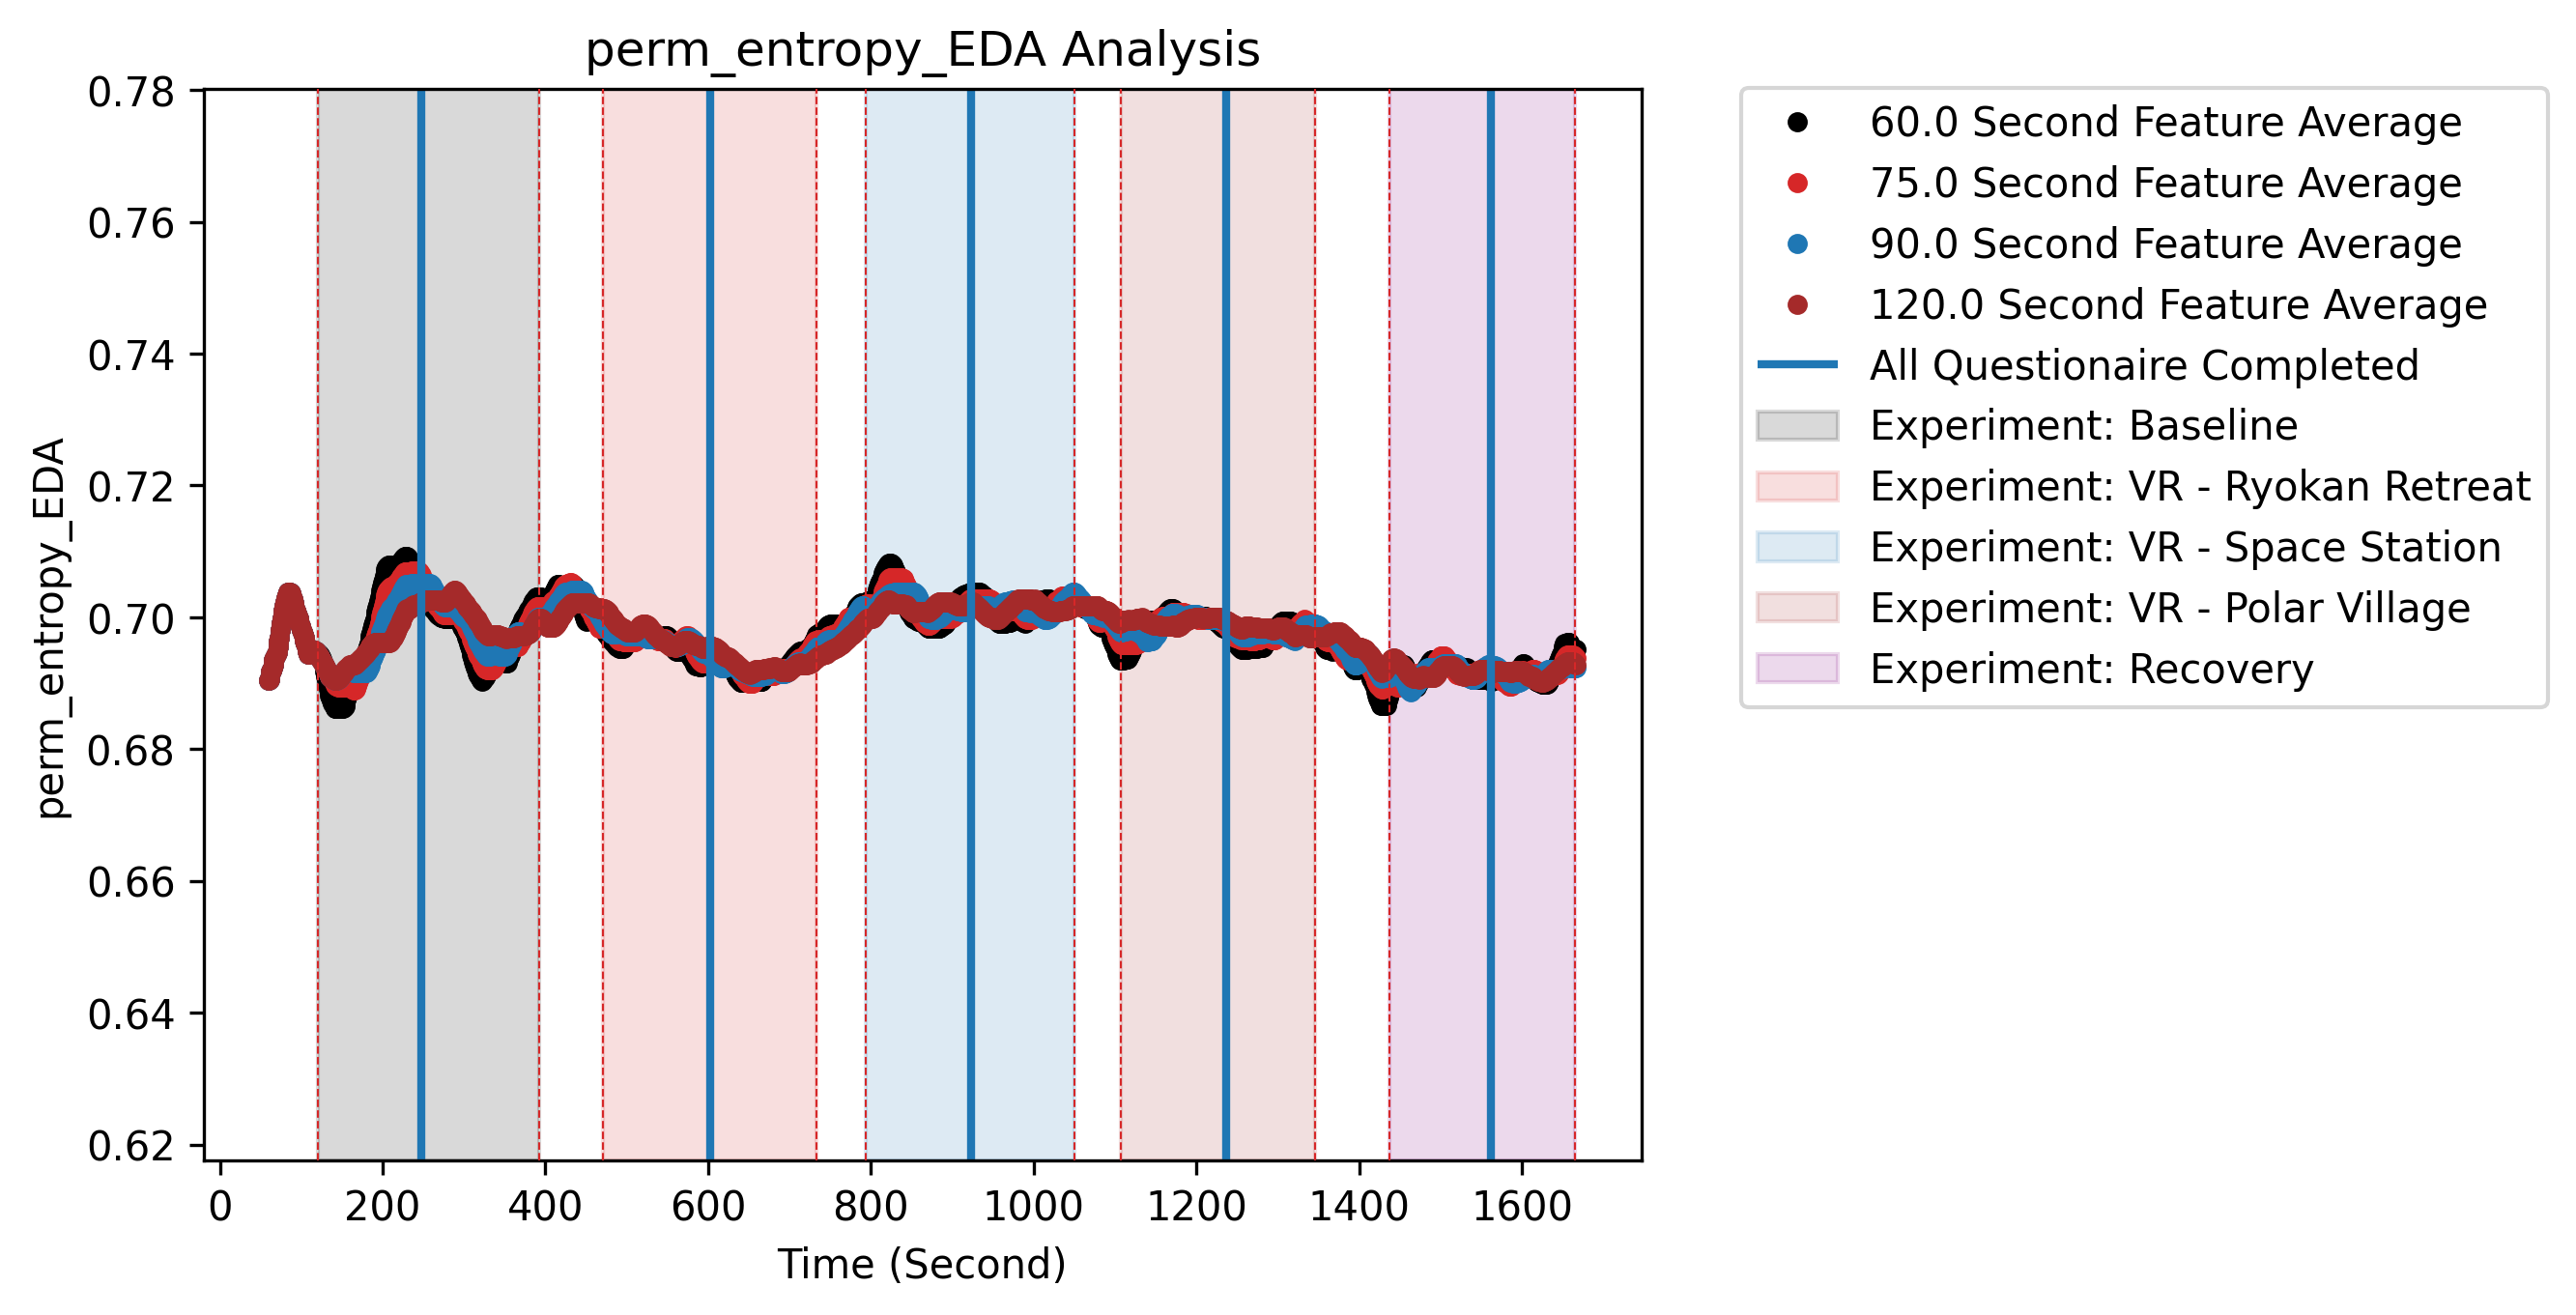 perm_entropy_EDA Analysis
0.78
0.76
0.74
0.72
0.70
0.68
0.66
0.64
0.62
perm_entropy_EDA
0 200 400 600 800 1000 1200 1400 1600
Time (Second)
60.0 Second Feature Average
75.0 Second Feature Average
90.0 Second Feature Average
120.0 Second Feature Average
All Questionaire Completed
Experiment: Baseline
Experiment: VR - Ryokan Retreat
Experiment: VR - Space Station
Experiment: VR - Polar Village
Experiment: Recovery